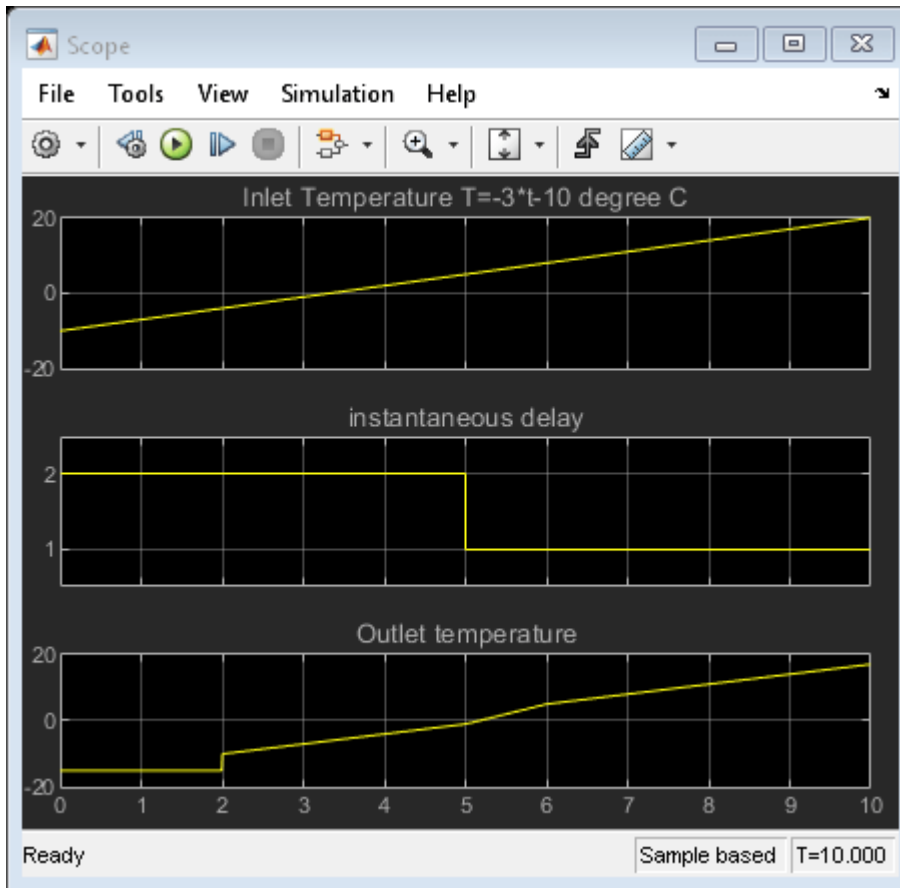 Scope
File Tools View Simulation Help
Inlet Temperature T=-3*t-10 degree C
20
0
-20
instantaneous delay
2
1
Outlet temperature
20
0
-20
0 1 2 3 4 5 6 7 8 9 10
Ready Sample based T=10.000